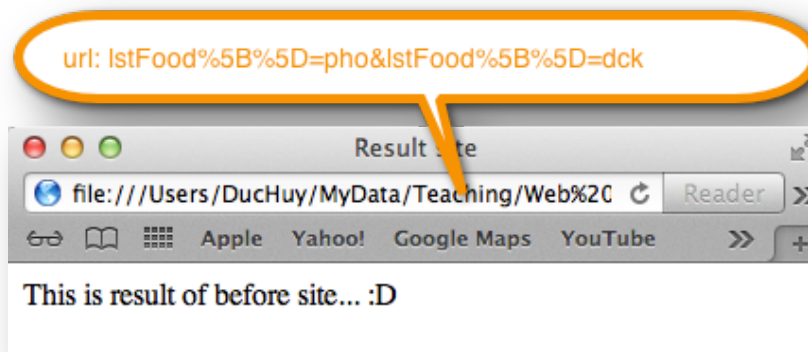 url: lstFood%5B%5D=pho&lstFood%5B%5D=dck
Result site
file:///Users/DucHuy/MyData/Teaching/Web%20 Reader
Apple Yahoo! Google Maps YouTube
This is result of before site... :D